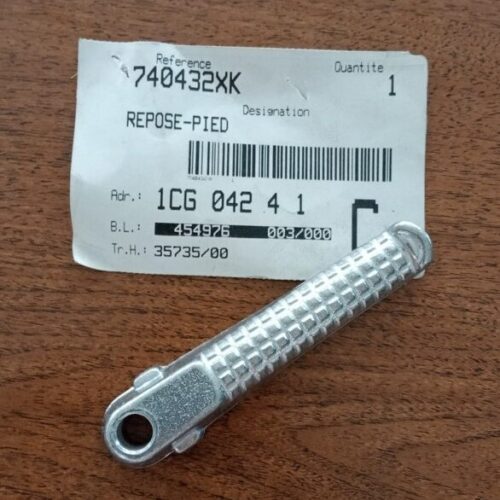 Reference
740432XK
Quantite
1
Designation
REPOSE-PIED
Adr.: 1CG 042 4 1
B.L.: 454976 003/000
Tr.H.: 35735/00